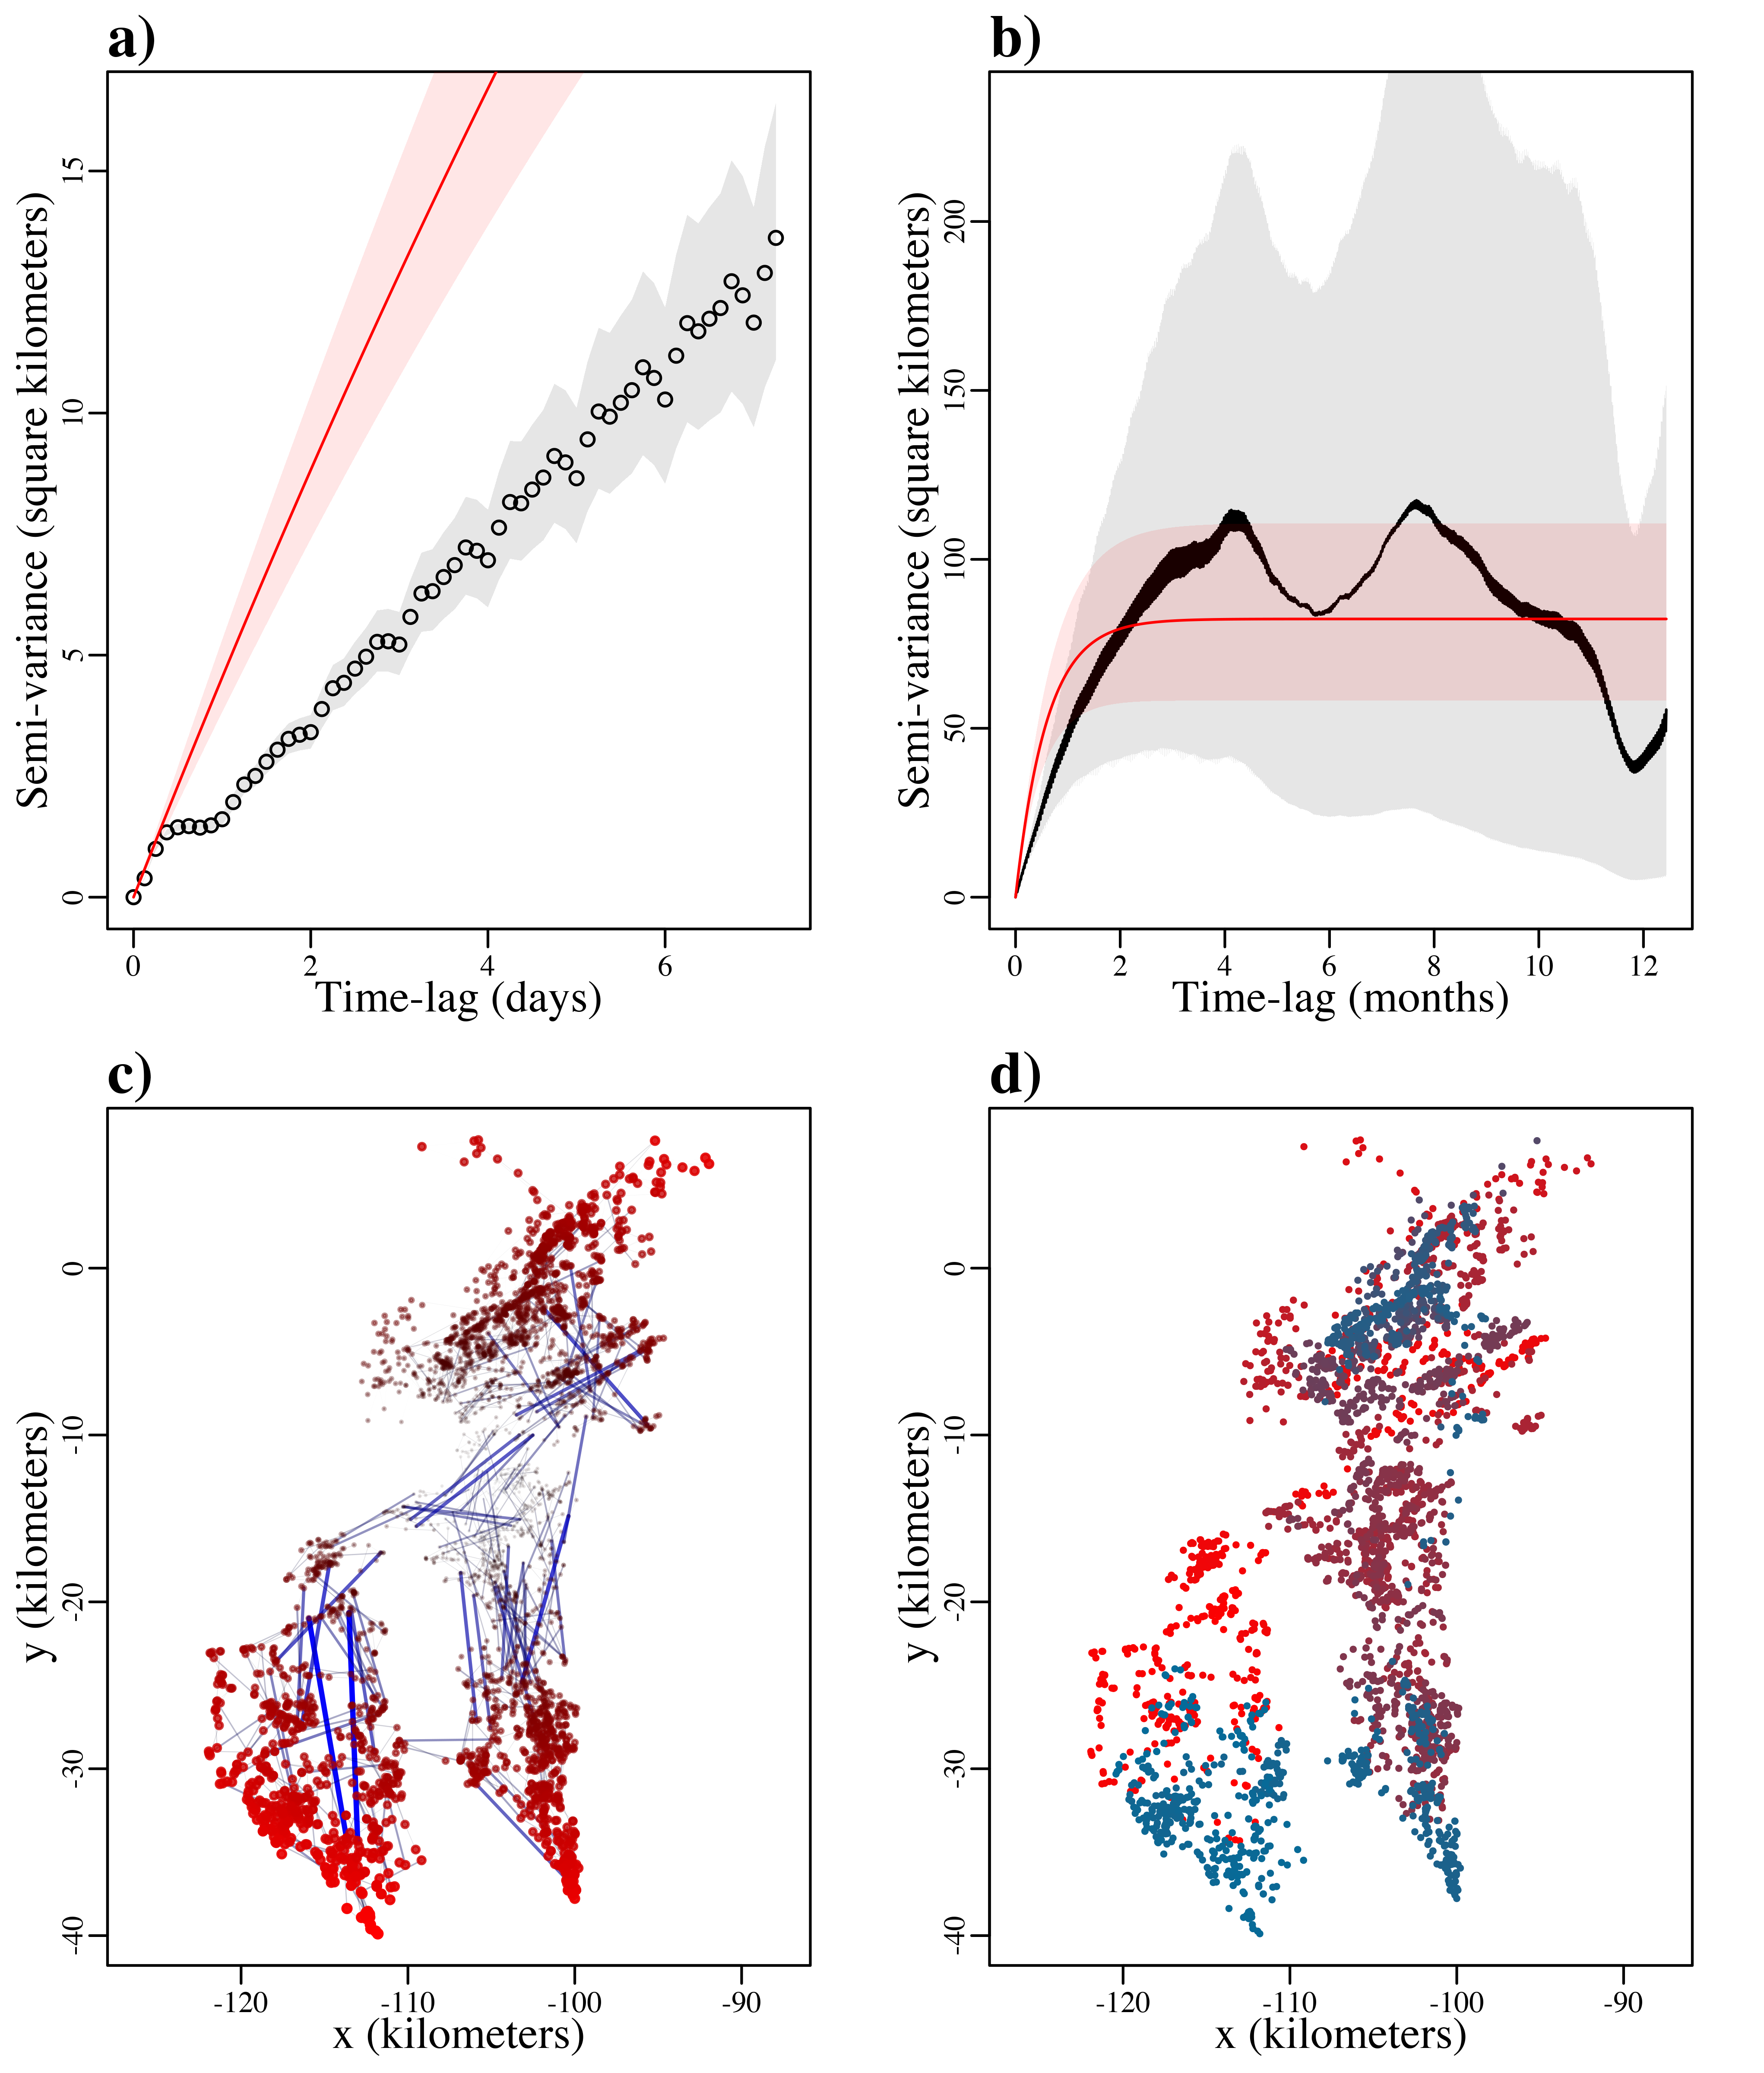 a)
Semi-variance (square kilometers)
15
10
5
0
0 2 4 6
Time-lag (days)
b)
Semi-variance (square kilometers)
200
150
100
50
0
0 2 4 6 8 10 12
Time-lag (months)
c)
y (kilometers)
0
-10
-20
-30
-40
-120 -110 -100 -90
x (kilometers)
d)
y (kilometers)
0
-10
-20
-30
-40
-120 -110 -100 -90
x (kilometers)